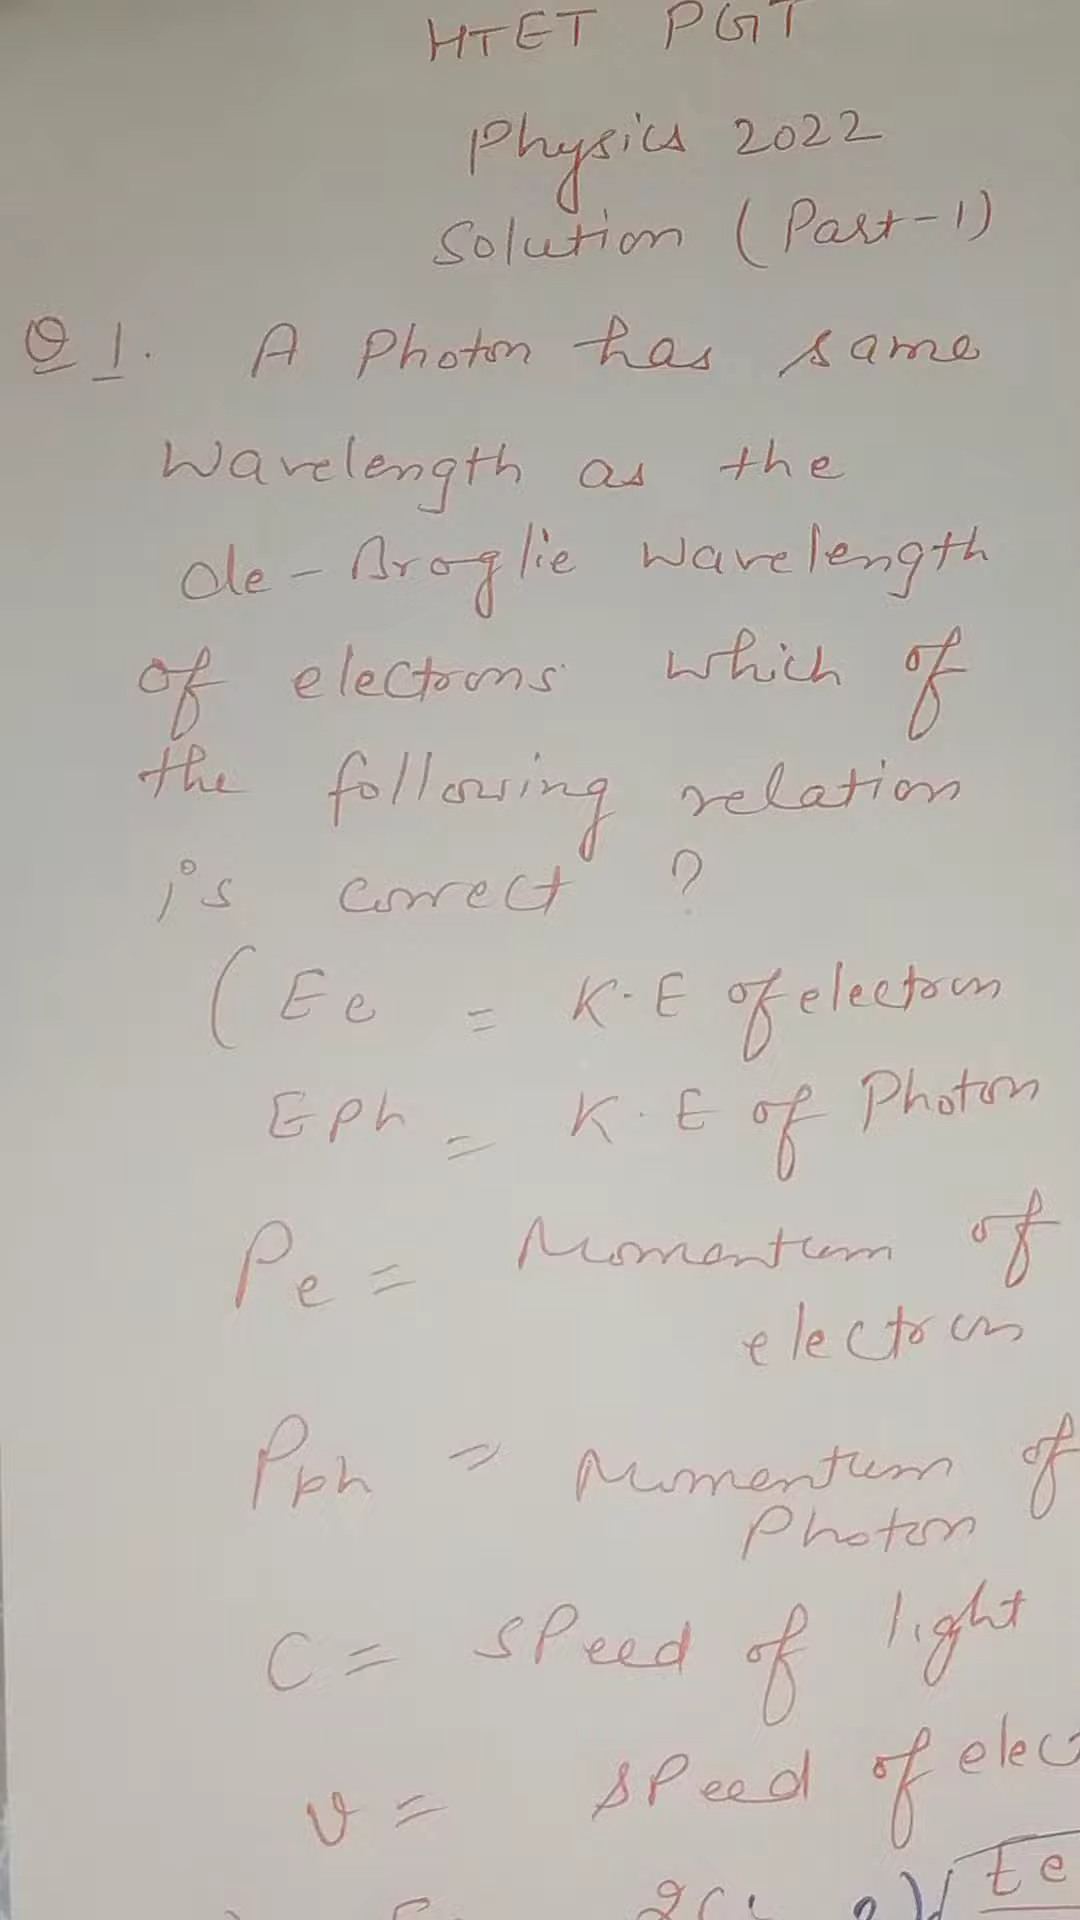 HTET PGT
Physics 2022
Solution (Part-1)
Q1. A Photon has same
Wavelength as the
de-Broglie Wavelength
of electrons which of
the following relation
is correct ?
( Ee = K.E of electron
Eph = K.E of Photon
Pe = Momentum of
electron
Pph = Momentum of
Photon
C = Speed of light
v = Speed of elec